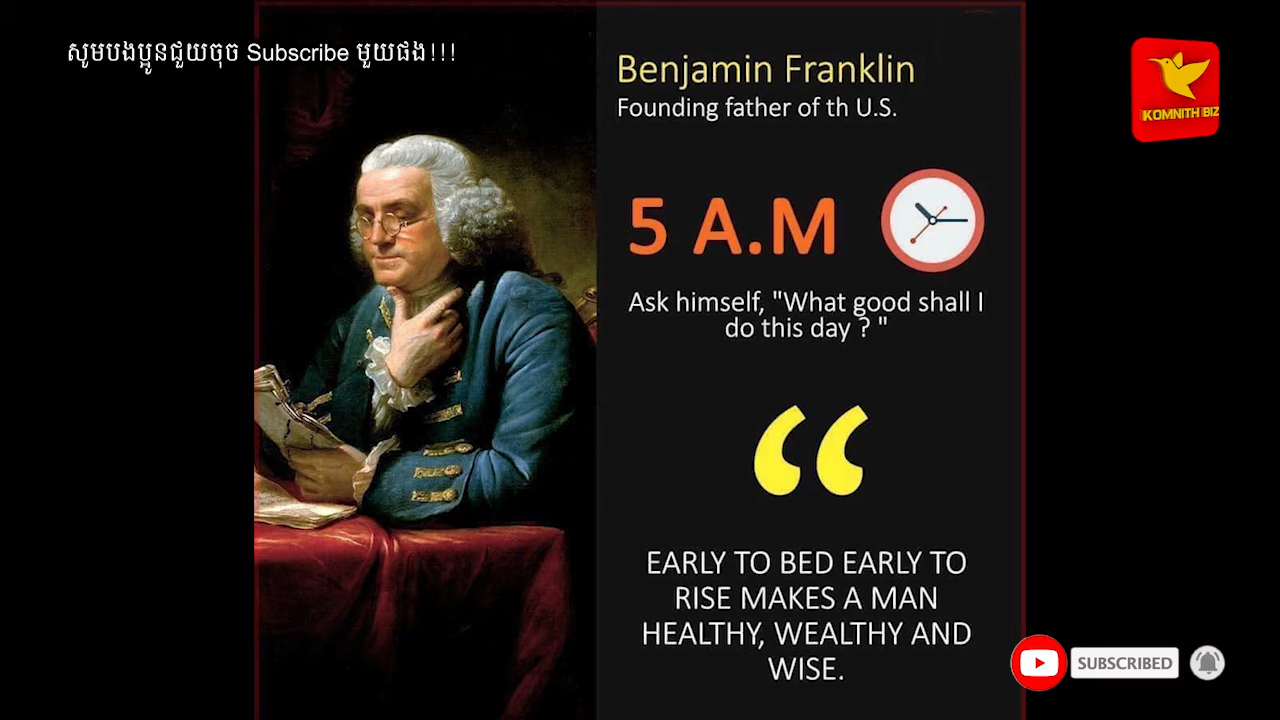 សូមបងប្អូនជួយចុច Subscribe មួយផង!!!
Benjamin Franklin
Founding father of th U.S.
KOMNITH BIZ
5 A.M
Ask himself, "What good shall I
do this day ? "
“
EARLY TO BED EARLY TO
RISE MAKES A MAN
HEALTHY, WEALTHY AND
WISE.
SUBSCRIBED